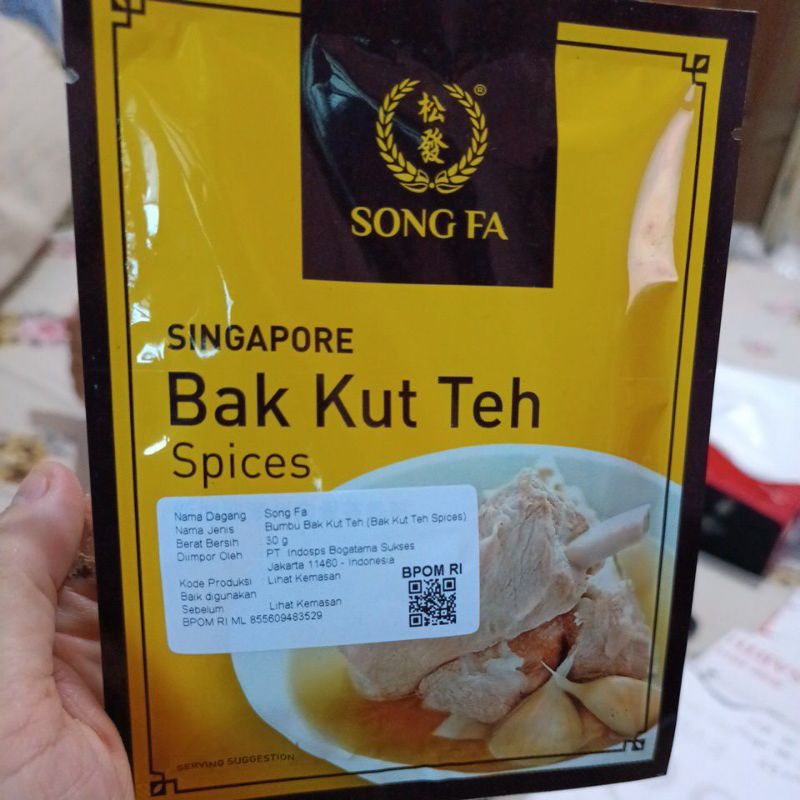 松發®
SONG FA
SINGAPORE
Bak Kut Teh
Spices
Nama Dagang Song Fa
Nama Jenis Bumbu Bak Kut Teh (Bak Kut Teh Spices)
Berat Bersih 30 g
Diimpor Oleh PT. Indosps Bogatama Sukses
Jakarta 11460 - Indonesia
Kode Produksi : Lihat Kemasan
BPOM RI
Baik digunakan
Sebelum : Lihat Kemasan
BPOM RI ML 855609483529
SERVING SUGGESTION